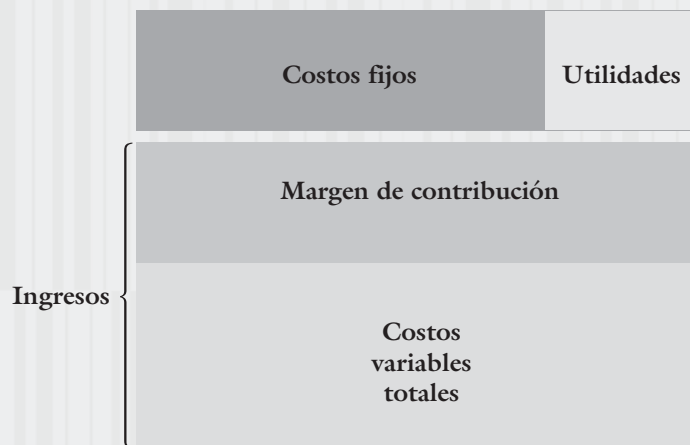 Costos fijos
Utilidades
Margen de contribución
Ingresos
Costos
variables
totales